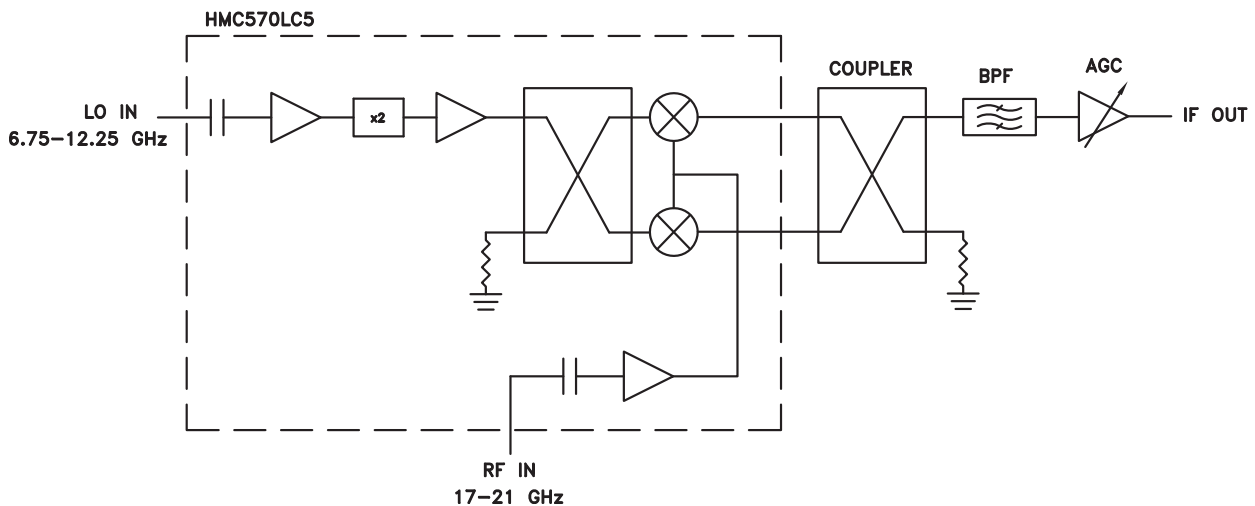 HMC570LC5
LO IN
6.75-12.25 GHz
x2
COUPLER
BPF
AGC
IF OUT
RF IN
17-21 GHz